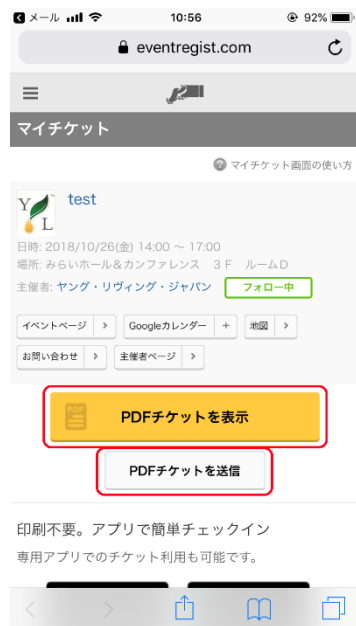 メール
10:56
92%
eventregist.com
マイチケット
? マイチケット画面の使い方
Y L
test
日時: 2018/10/26(金) 14:00 ～ 17:00
場所: みらいホール&カンファレンス 3F ルームD
主催者: ヤング・リヴィング・ジャパン フォロー中
イベントページ Googleカレンダー + 地図
お問い合わせ 主催者ページ
PDF PDFチケットを表示
PDFチケットを送信
印刷不要。アプリで簡単チェックイン
専用アプリでのチケット利用も可能です。